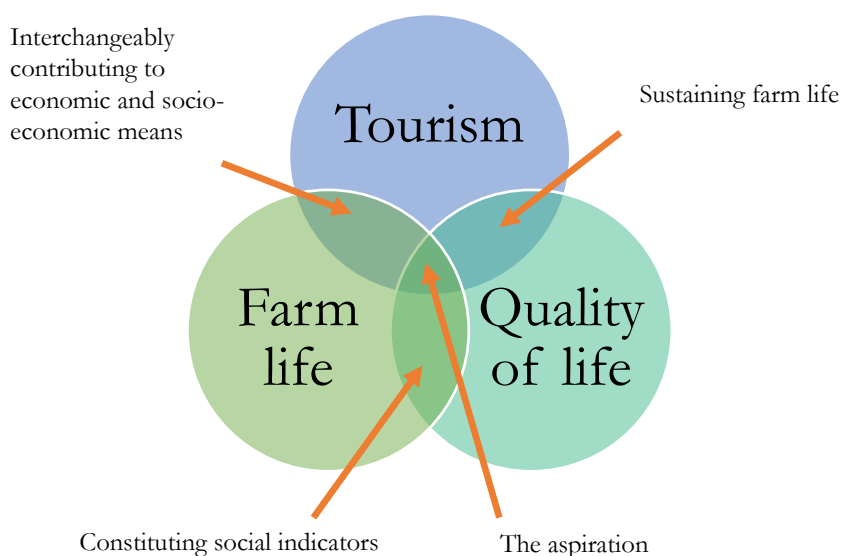 Interchangeably
contributing to
economic and socio-
economic means
Sustaining farm life
Tourism
Farm
life
Quality
of life
Constituting social indicators
The aspiration